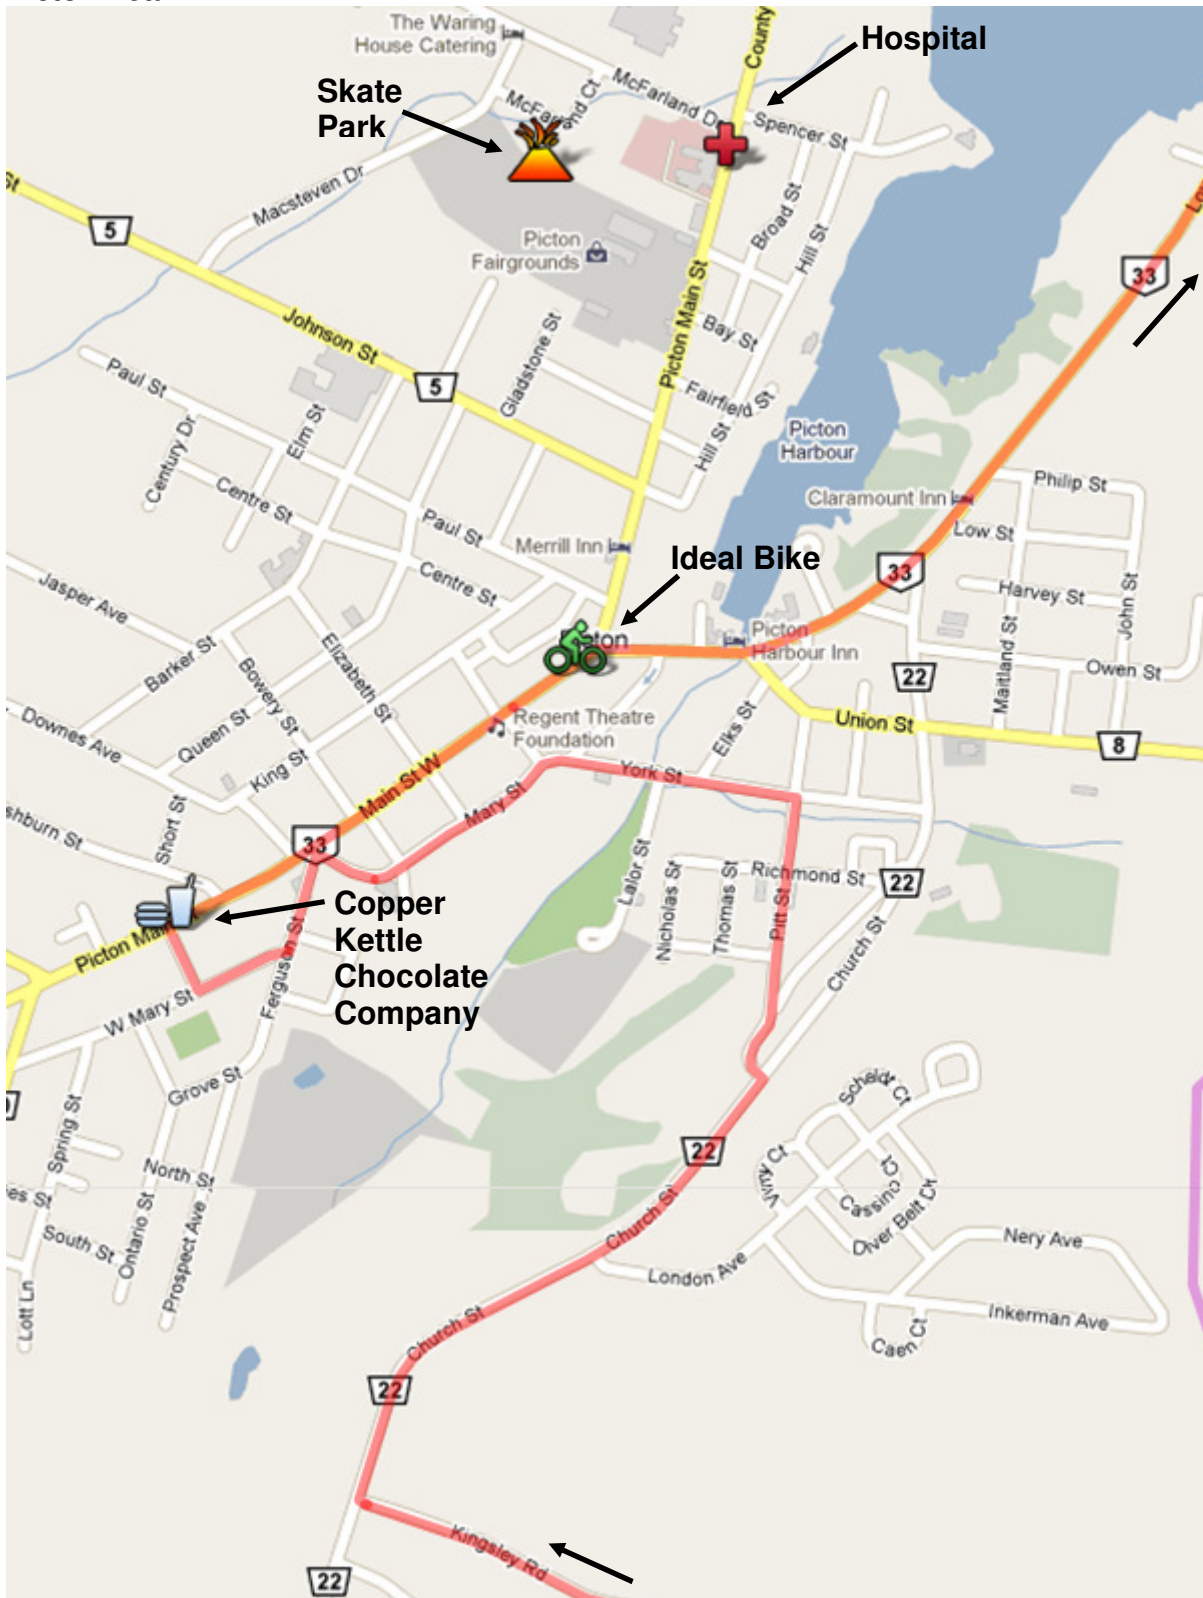 The Waring
House Catering
County
Hospital
Skate
Park
McFarland Dr
Spencer St
Macsteven Dr
Broad St
Hill St
St
5
Picton
Fairgrounds
33
Picton Main St
Bay St
Johnson St
Gladstone St
5
Fairfield St
Paul St
Elm St
Century Dr
Hill St
Picton
Harbour
Centre St
Philip St
Claramount Inn
Paul St
Low St
Merrill Inn
Ideal Bike
33
Centre St
Harvey St
John St
Jasper Ave
Picton
Harbour Inn
Maitland St
Owen St
Barker St
Elizabeth St
Bowery St
22
Regent Theatre
Foundation
Union St
8
Downes Ave
Queen St
Elks St
King St
Main St W
York St
Mary St
Short St
33
Lalor St
Nicholas St
Thomas St
Richmond St
22
Pitt St
Church St
Copper
Kettle
Chocolate
Company
Picton Main
Ferguson St
W Mary St
Grove St
Scheldt Ct
Spring St
22
Vimy Ct
Cassino Ct
North St
Diver Belt Dr
Church St
South St
Ontario St
Prospect Ave
Nery Ave
London Ave
Inkerman Ave
Lott Ln
Church St
Caen Ct
22
Kingsley Rd
22